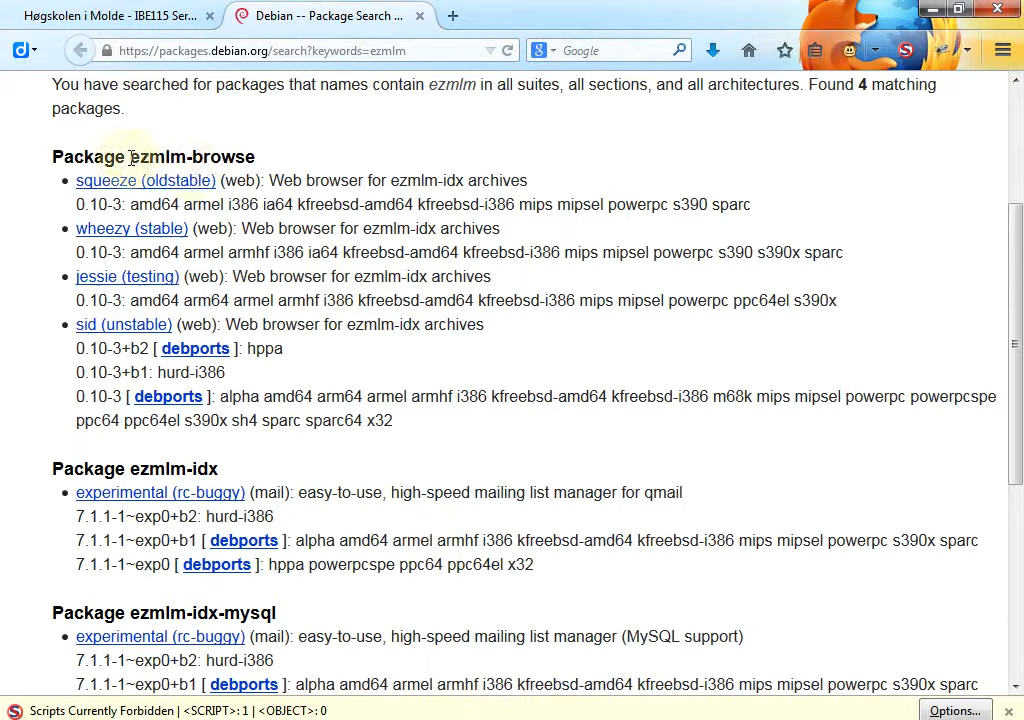 Høgskolen i Molde - IBE115 Ser...
Debian -- Package Search ...
https://packages.debian.org/search?keywords=ezmlm
Google
You have searched for packages that names contain ezmlm in all suites, all sections, and all architectures. Found 4 matching
packages.
Package ezmlm-browse
squeeze (oldstable) (web): Web browser for ezmlm-idx archives
0.10-3: amd64 armel i386 ia64 kfreebsd-amd64 kfreebsd-i386 mips mipsel powerpc s390 sparc
wheezy (stable) (web): Web browser for ezmlm-idx archives
0.10-3: amd64 armel armhf i386 ia64 kfreebsd-amd64 kfreebsd-i386 mips mipsel powerpc s390 s390x sparc
jessie (testing) (web): Web browser for ezmlm-idx archives
0.10-3: amd64 arm64 armel armhf i386 kfreebsd-amd64 kfreebsd-i386 mips mipsel powerpc ppc64el s390x
sid (unstable) (web): Web browser for ezmlm-idx archives
0.10-3+b2 [ debports ]: hppa
0.10-3+b1: hurd-i386
0.10-3 [ debports ]: alpha amd64 arm64 armel armhf i386 kfreebsd-amd64 kfreebsd-i386 m68k mips mipsel powerpc powerpcspe
ppc64 ppc64el s390x sh4 sparc sparc64 x32
Package ezmlm-idx
experimental (rc-buggy) (mail): easy-to-use, high-speed mailing list manager for qmail
7.1.1-1~exp0+b2: hurd-i386
7.1.1-1~exp0+b1 [ debports ]: alpha amd64 armel armhf i386 kfreebsd-amd64 kfreebsd-i386 mips mipsel powerpc s390x sparc
7.1.1-1~exp0 [ debports ]: hppa powerpcspe ppc64 ppc64el x32
Package ezmlm-idx-mysql
experimental (rc-buggy) (mail): easy-to-use, high-speed mailing list manager (MySQL support)
7.1.1-1~exp0+b2: hurd-i386
7.1.1-1~exp0+b1 [ debports ]: alpha amd64 armel armhf i386 kfreebsd-amd64 kfreebsd-i386 mips mipsel powerpc s390x sparc
Scripts Currently Forbidden | <SCRIPT>: 1 | <OBJECT>: 0
Options...